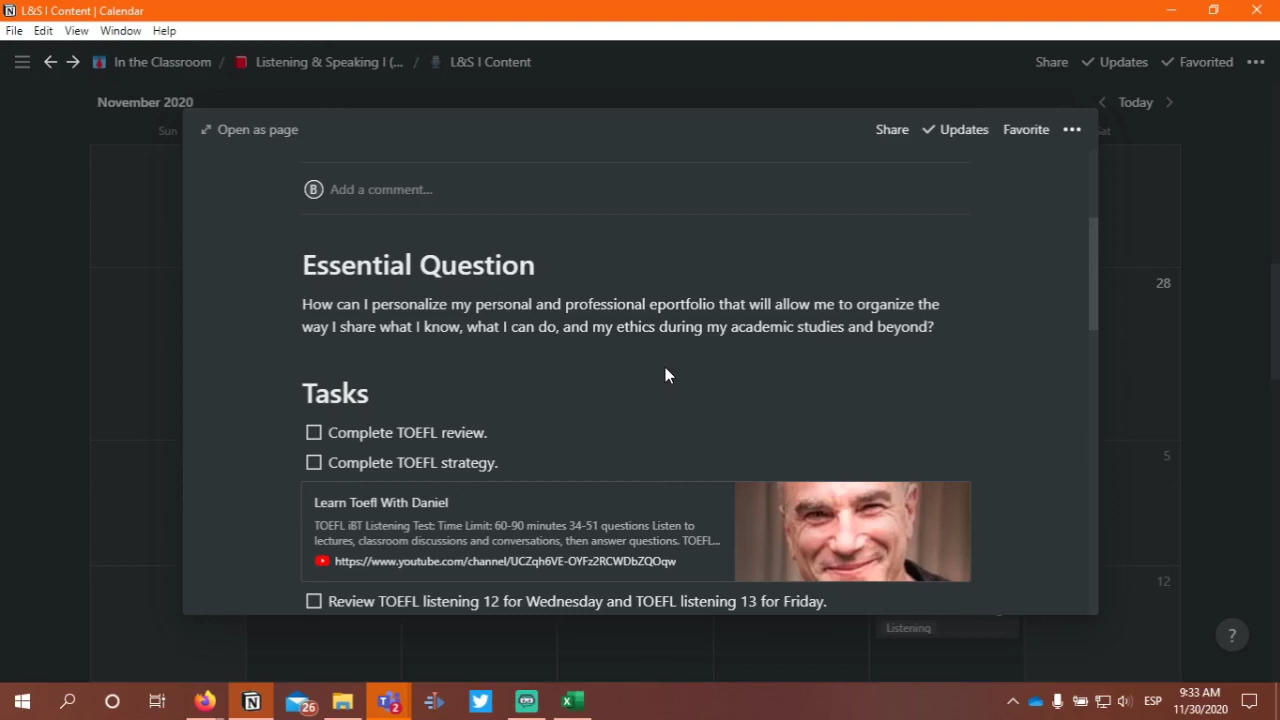 L&S I Content | Calendar
File Edit View Window Help
In the Classroom / Listening & Speaking I (... / L&S I Content
Share Updates Favorited
November 2020
Today
Sun
Sat
Open as page
Share Updates Favorite
B Add a comment...
Essential Question
How can I personalize my personal and professional eportfolio that will allow me to organize the
way I share what I know, what I can do, and my ethics during my academic studies and beyond?
28
Tasks
Complete TOEFL review.
5
Complete TOEFL strategy.
Learn Toefl With Daniel
TOEFL iBT Listening Test: Time Limit: 60-90 minutes 34-51 questions Listen to
lectures, classroom discussions and conversations, then answer questions. TOEFL...
https://www.youtube.com/channel/UCZqh6VE-OYFz2RCWDbZQOqw
12
Review TOEFL listening 12 for Wednesday and TOEFL listening 13 for Friday.
Listening
?
26
2
ESP
9:33 AM
11/30/2020